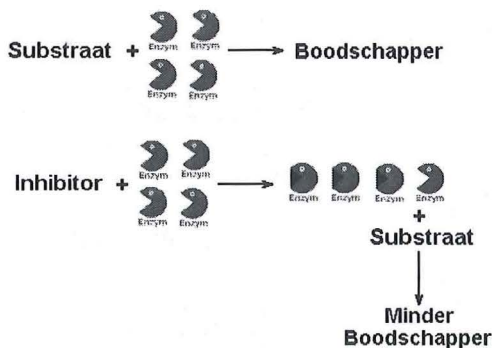 Enzym Enzym
Substraat + → Boodschapper
Enzym Enzym
Enzym Enzym
Inhibitor + →
Enzym Enzym
Enzym Enzym Enzym Enzym
+
Substraat
Minder
Boodschapper